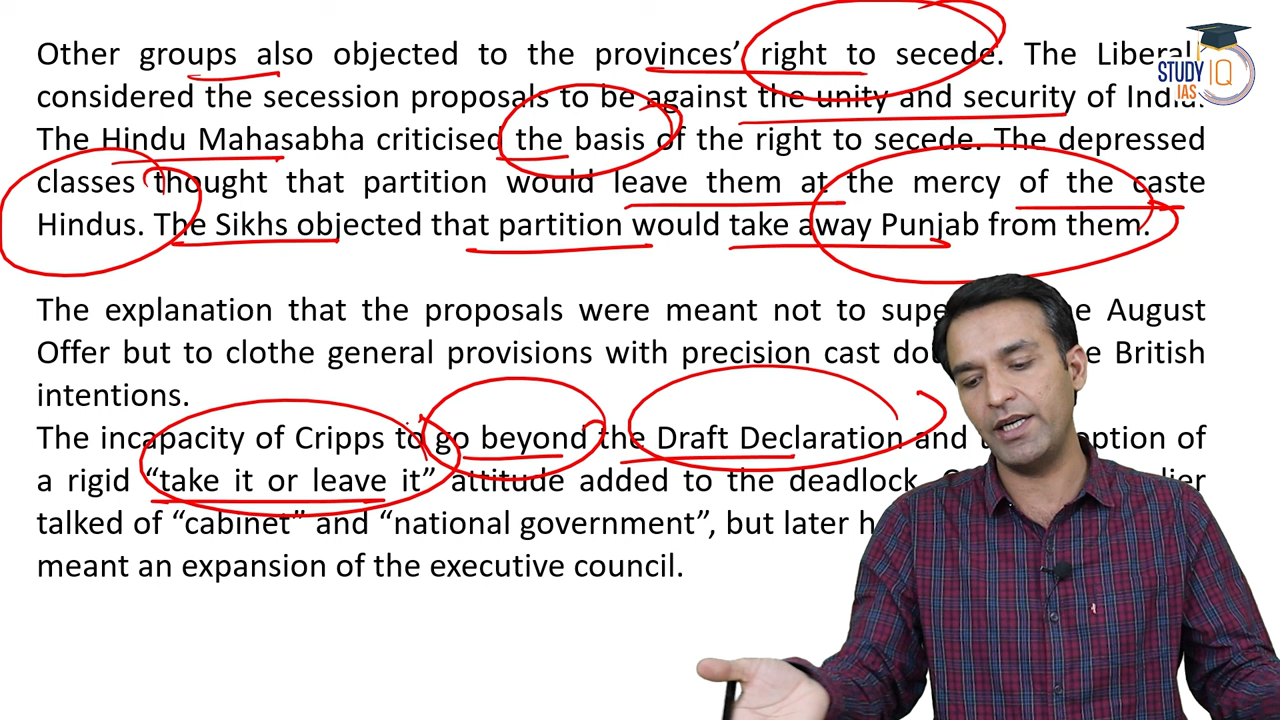 Other groups also objected to the provinces’ right to secede. The Liberal
considered the secession proposals to be against the unity and security of India.
The Hindu Mahasabha criticised the basis of the right to secede. The depressed
classes thought that partition would leave them at the mercy of the caste
Hindus. The Sikhs objected that partition would take away Punjab from them.
The explanation that the proposals were meant not to August
Offer but to clothe general provisions with precision cast British
intentions.
The incapacity of Cripps to go beyond the Draft Declaration and of
a rigid “take it or leave it” attitude added to the deadlock.
talked of “cabinet” and “national government”, but later
meant an expansion of the executive council.
STUDY IQ
IAS